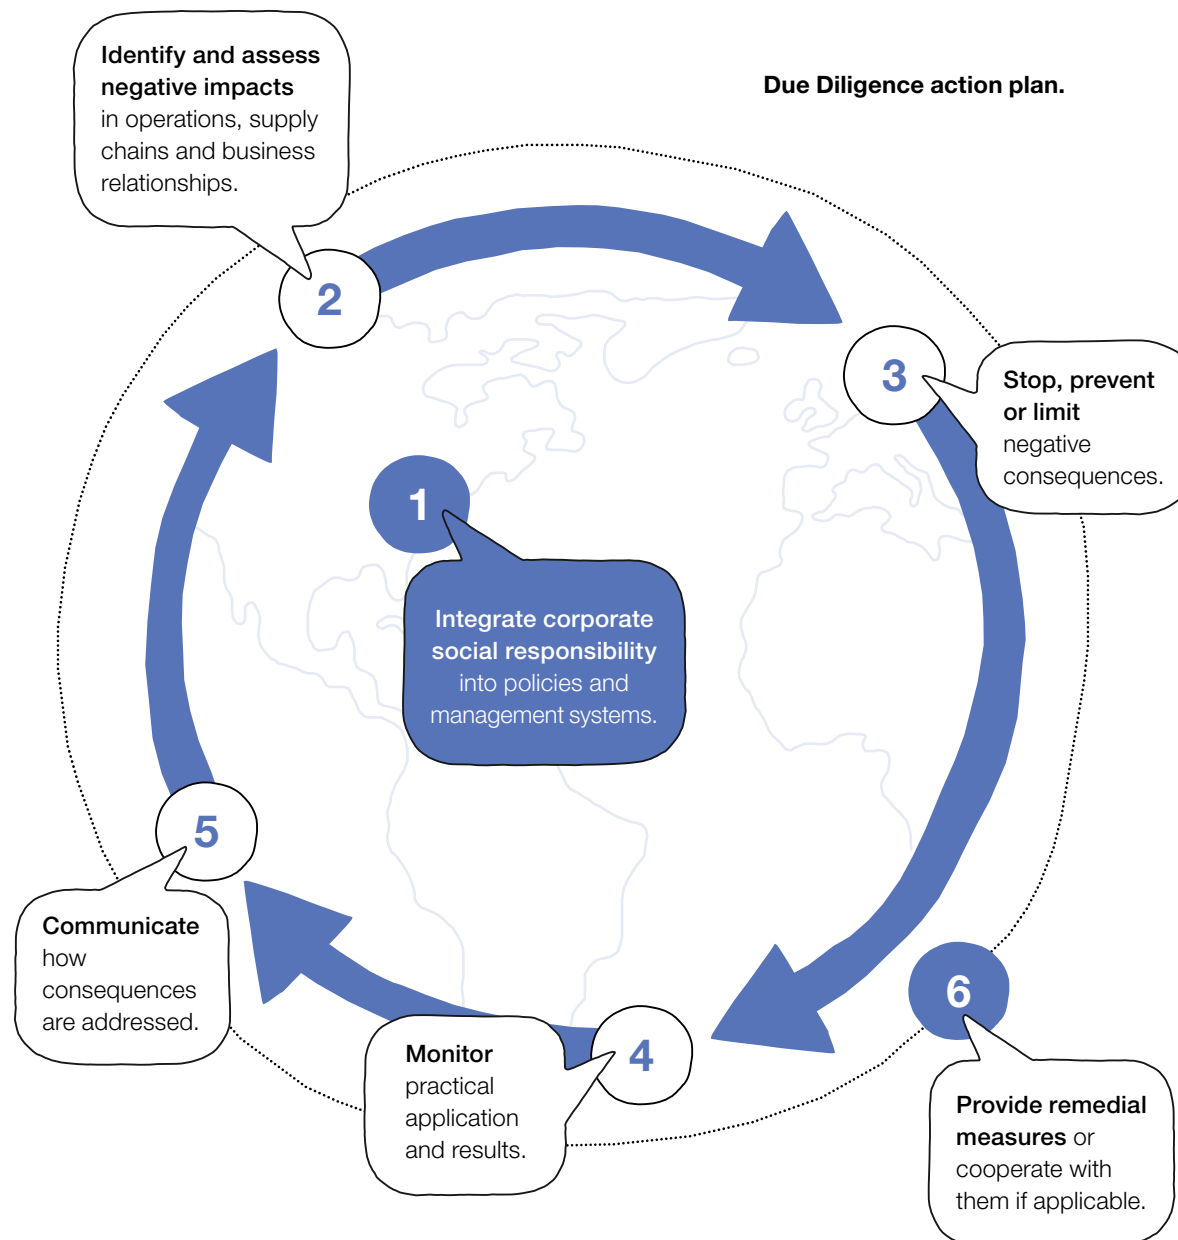 Due Diligence action plan.
1
Integrate corporate
social responsibility
into policies and
management systems.
2
Identify and assess
negative impacts
in operations, supply
chains and business
relationships.
3
Stop, prevent
or limit
negative
consequences.
4
Monitor
practical
application
and results.
5
Communicate
how
consequences
are addressed.
6
Provide remedial
measures or
cooperate with
them if applicable.